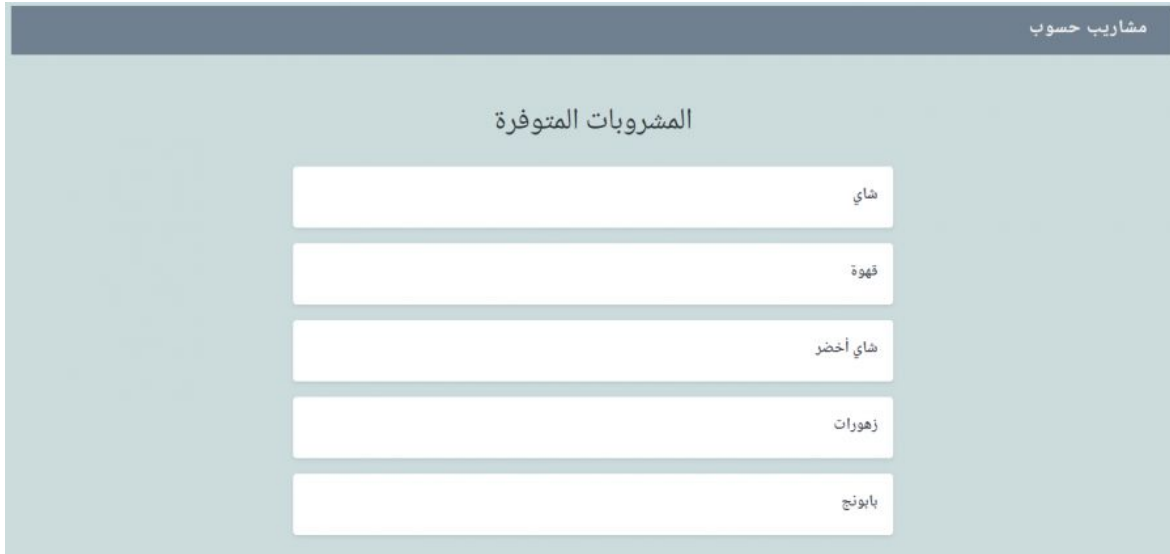 مشاريب حسوب
المشروبات المتوفرة
شاي
قهوة
شاي أخضر
زهورات
بابونج